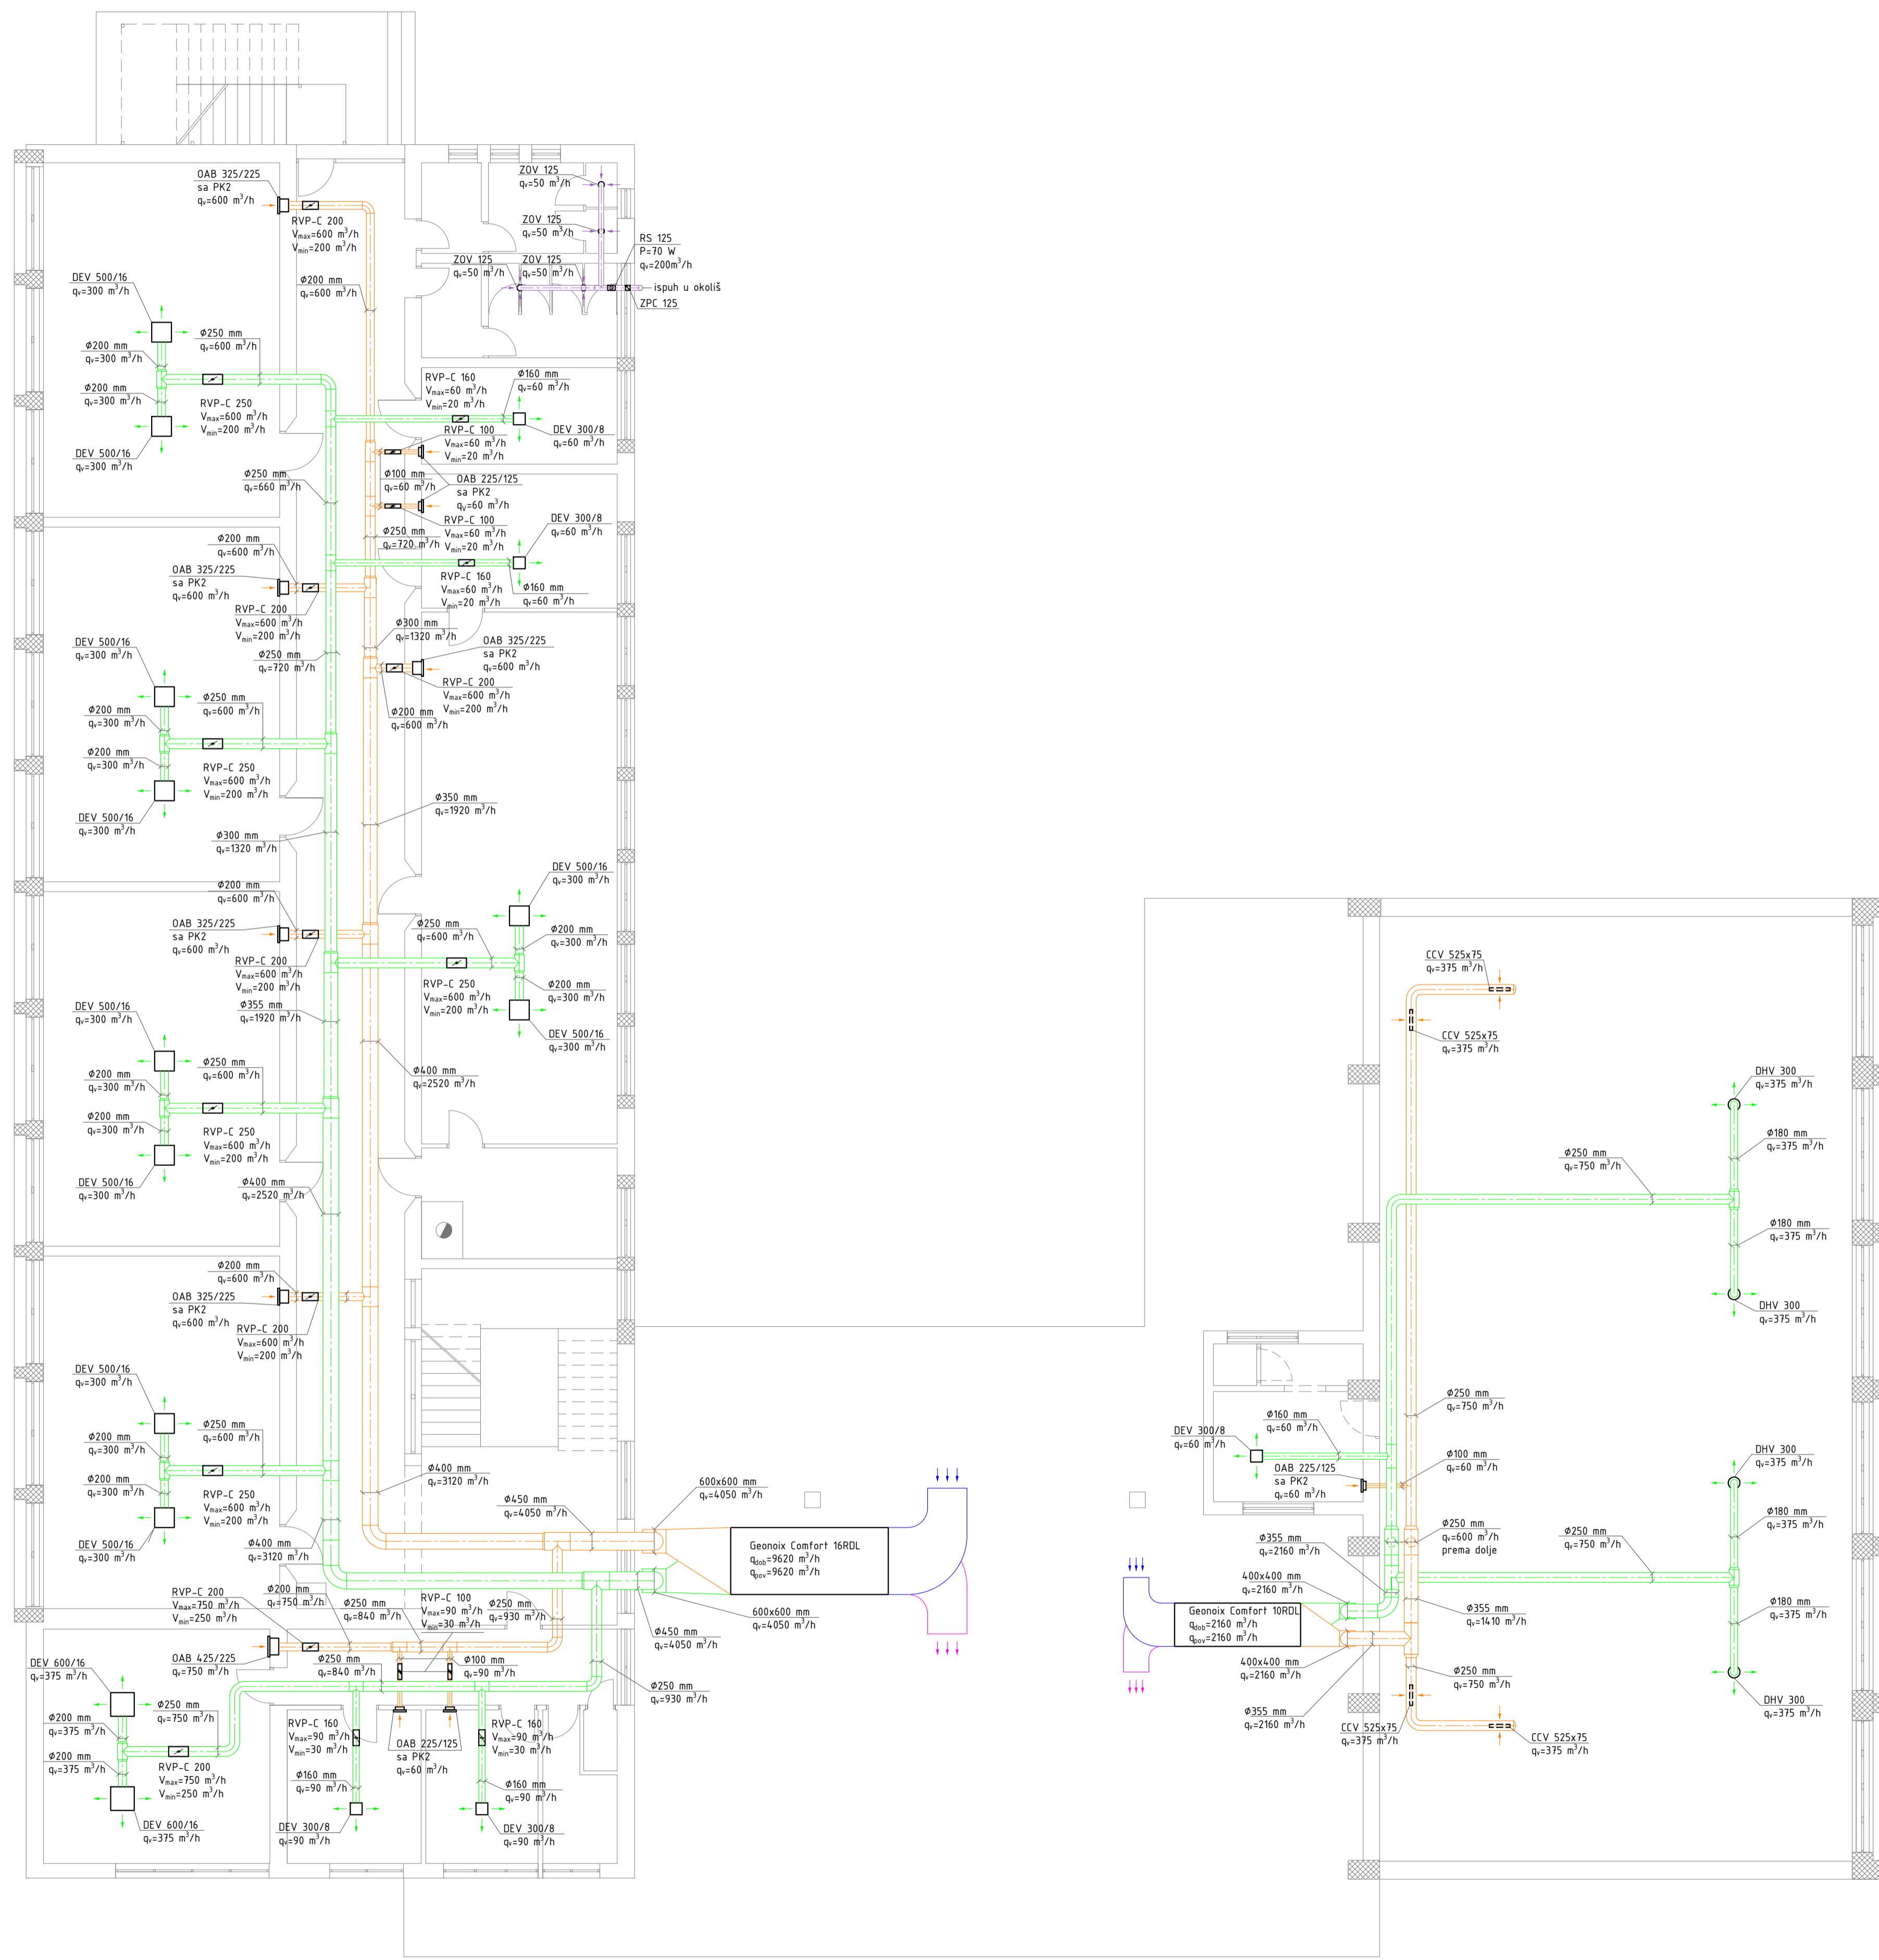 OAB 325/225
sa PK2
qᵥ=600 m³/h
RVP-C 200
Vmax=600 m³/h
Vmin=200 m³/h
ZOV 125
qᵥ=50 m³/h
ZOV 125
qᵥ=50 m³/h
RS 125
P=70 W
qᵥ=200m³/h
ZOV 125
qᵥ=50 m³/h
ZOV 125
qᵥ=50 m³/h
ispuh u okoliš
ZPC 125
DEV 500/16
qᵥ=300 m³/h
ϕ200 mm
qᵥ=600 m³/h
ϕ250 mm
qᵥ=600 m³/h
ϕ200 mm
qᵥ=300 m³/h
ϕ200 mm
qᵥ=300 m³/h
RVP-C 250
Vmax=600 m³/h
Vmin=200 m³/h
DEV 500/16
qᵥ=300 m³/h
RVP-C 160
Vmax=60 m³/h
Vmin=20 m³/h
ϕ160 mm
qᵥ=60 m³/h
DEV 300/8
qᵥ=60 m³/h
RVP-C 100
Vmax=60 m³/h
Vmin=20 m³/h
ϕ250 mm
qᵥ=660 m³/h
ϕ100 mm
qᵥ=60 m³/h
OAB 225/125
sa PK2
qᵥ=60 m³/h
RVP-C 100
Vmax=60 m³/h
Vmin=20 m³/h
DEV 300/8
qᵥ=60 m³/h
ϕ250 mm
qᵥ=720 m³/h
ϕ200 mm
qᵥ=600 m³/h
OAB 325/225
sa PK2
qᵥ=600 m³/h
RVP-C 200
Vmax=600 m³/h
Vmin=200 m³/h
RVP-C 160
Vmax=60 m³/h
Vmin=20 m³/h
ϕ160 mm
qᵥ=60 m³/h
ϕ300 mm
qᵥ=1320 m³/h
OAB 325/225
sa PK2
qᵥ=600 m³/h
DEV 500/16
qᵥ=300 m³/h
ϕ250 mm
qᵥ=720 m³/h
RVP-C 200
Vmax=600 m³/h
Vmin=200 m³/h
ϕ200 mm
qᵥ=600 m³/h
ϕ250 mm
qᵥ=600 m³/h
ϕ200 mm
qᵥ=300 m³/h
ϕ200 mm
qᵥ=300 m³/h
RVP-C 250
Vmax=600 m³/h
Vmin=200 m³/h
DEV 500/16
qᵥ=300 m³/h
ϕ350 mm
qᵥ=1920 m³/h
ϕ300 mm
qᵥ=1320 m³/h
DEV 500/16
qᵥ=300 m³/h
ϕ200 mm
qᵥ=600 m³/h
OAB 325/225
sa PK2
qᵥ=600 m³/h
RVP-C 200
Vmax=600 m³/h
Vmin=200 m³/h
ϕ250 mm
qᵥ=600 m³/h
ϕ200 mm
qᵥ=300 m³/h
RVP-C 250
Vmax=600 m³/h
Vmin=200 m³/h
ϕ200 mm
qᵥ=300 m³/h
DEV 500/16
qᵥ=300 m³/h
DEV 500/16
qᵥ=300 m³/h
ϕ355 mm
qᵥ=1920 m³/h
ϕ400 mm
qᵥ=2520 m³/h
ϕ250 mm
qᵥ=600 m³/h
ϕ200 mm
qᵥ=300 m³/h
ϕ200 mm
qᵥ=300 m³/h
RVP-C 250
Vmax=600 m³/h
Vmin=200 m³/h
DEV 500/16
qᵥ=300 m³/h
ϕ400 mm
qᵥ=2520 m³/h
ϕ200 mm
qᵥ=600 m³/h
OAB 325/225
sa PK2
qᵥ=600 m³/h
RVP-C 200
Vmax=600 m³/h
Vmin=200 m³/h
DEV 500/16
qᵥ=300 m³/h
ϕ250 mm
qᵥ=600 m³/h
ϕ200 mm
qᵥ=300 m³/h
ϕ200 mm
qᵥ=300 m³/h
RVP-C 250
Vmax=600 m³/h
Vmin=200 m³/h
DEV 500/16
qᵥ=300 m³/h
ϕ400 mm
qᵥ=3120 m³/h
ϕ400 mm
qᵥ=3120 m³/h
ϕ450 mm
qᵥ=4050 m³/h
600x600 mm
qᵥ=4050 m³/h
Geonoix Comfort 16RDL
qdob=9620 m³/h
qpov=9620 m³/h
600x600 mm
qᵥ=4050 m³/h
ϕ450 mm
qᵥ=4050 m³/h
RVP-C 200
Vmax=750 m³/h
Vmin=250 m³/h
ϕ200 mm
qᵥ=750 m³/h
ϕ250 mm
qᵥ=840 m³/h
RVP-C 100
Vmax=90 m³/h
Vmin=30 m³/h
ϕ250 mm
qᵥ=930 m³/h
OAB 425/225
qᵥ=750 m³/h
ϕ250 mm
qᵥ=840 m³/h
ϕ100 mm
qᵥ=90 m³/h
ϕ250 mm
qᵥ=930 m³/h
DEV 600/16
qᵥ=375 m³/h
ϕ250 mm
qᵥ=750 m³/h
ϕ200 mm
qᵥ=375 m³/h
ϕ200 mm
qᵥ=375 m³/h
RVP-C 200
Vmax=750 m³/h
Vmin=250 m³/h
DEV 600/16
qᵥ=375 m³/h
RVP-C 160
Vmax=90 m³/h
Vmin=30 m³/h
OAB 225/125
sa PK2
qᵥ=60 m³/h
RVP-C 160
Vmax=90 m³/h
Vmin=30 m³/h
ϕ160 mm
qᵥ=90 m³/h
ϕ160 mm
qᵥ=90 m³/h
DEV 300/8
qᵥ=90 m³/h
DEV 300/8
qᵥ=90 m³/h
CCV 525x75
qᵥ=375 m³/h
CCV 525x75
qᵥ=375 m³/h
DHV 300
qᵥ=375 m³/h
ϕ180 mm
qᵥ=375 m³/h
ϕ250 mm
qᵥ=750 m³/h
ϕ180 mm
qᵥ=375 m³/h
DHV 300
qᵥ=375 m³/h
ϕ250 mm
qᵥ=750 m³/h
ϕ160 mm
qᵥ=60 m³/h
DEV 300/8
qᵥ=60 m³/h
OAB 225/125
sa PK2
qᵥ=60 m³/h
ϕ100 mm
qᵥ=60 m³/h
DHV 300
qᵥ=375 m³/h
ϕ250 mm
qᵥ=600 m³/h
prema dolje
ϕ355 mm
qᵥ=2160 m³/h
ϕ250 mm
qᵥ=750 m³/h
ϕ180 mm
qᵥ=375 m³/h
400x400 mm
qᵥ=2160 m³/h
Geonoix Comfort 10RDL
qdob=2160 m³/h
qpov=2160 m³/h
ϕ355 mm
qᵥ=1410 m³/h
ϕ180 mm
qᵥ=375 m³/h
400x400 mm
qᵥ=2160 m³/h
ϕ250 mm
qᵥ=750 m³/h
ϕ355 mm
qᵥ=2160 m³/h
DHV 300
qᵥ=375 m³/h
CCV 525x75
qᵥ=375 m³/h
CCV 525x75
qᵥ=375 m³/h